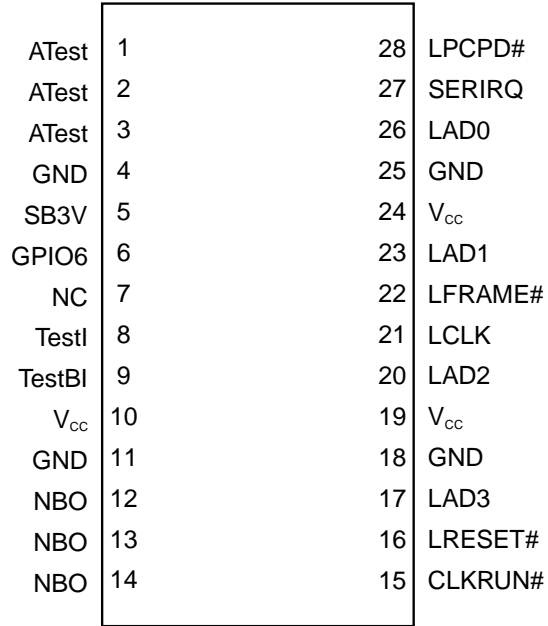 ATest 1 28 LPCPD#
ATest 2 27 SERIRQ
ATest 3 26 LAD0
GND 4 25 GND
SB3V 5 24 Vcc
GPIO6 6 23 LAD1
NC 7 22 LFRAME#
TestI 8 21 LCLK
TestBI 9 20 LAD2
Vcc 10 19 Vcc
GND 11 18 GND
NBO 12 17 LAD3
NBO 13 16 LRESET#
NBO 14 15 CLKRUN#